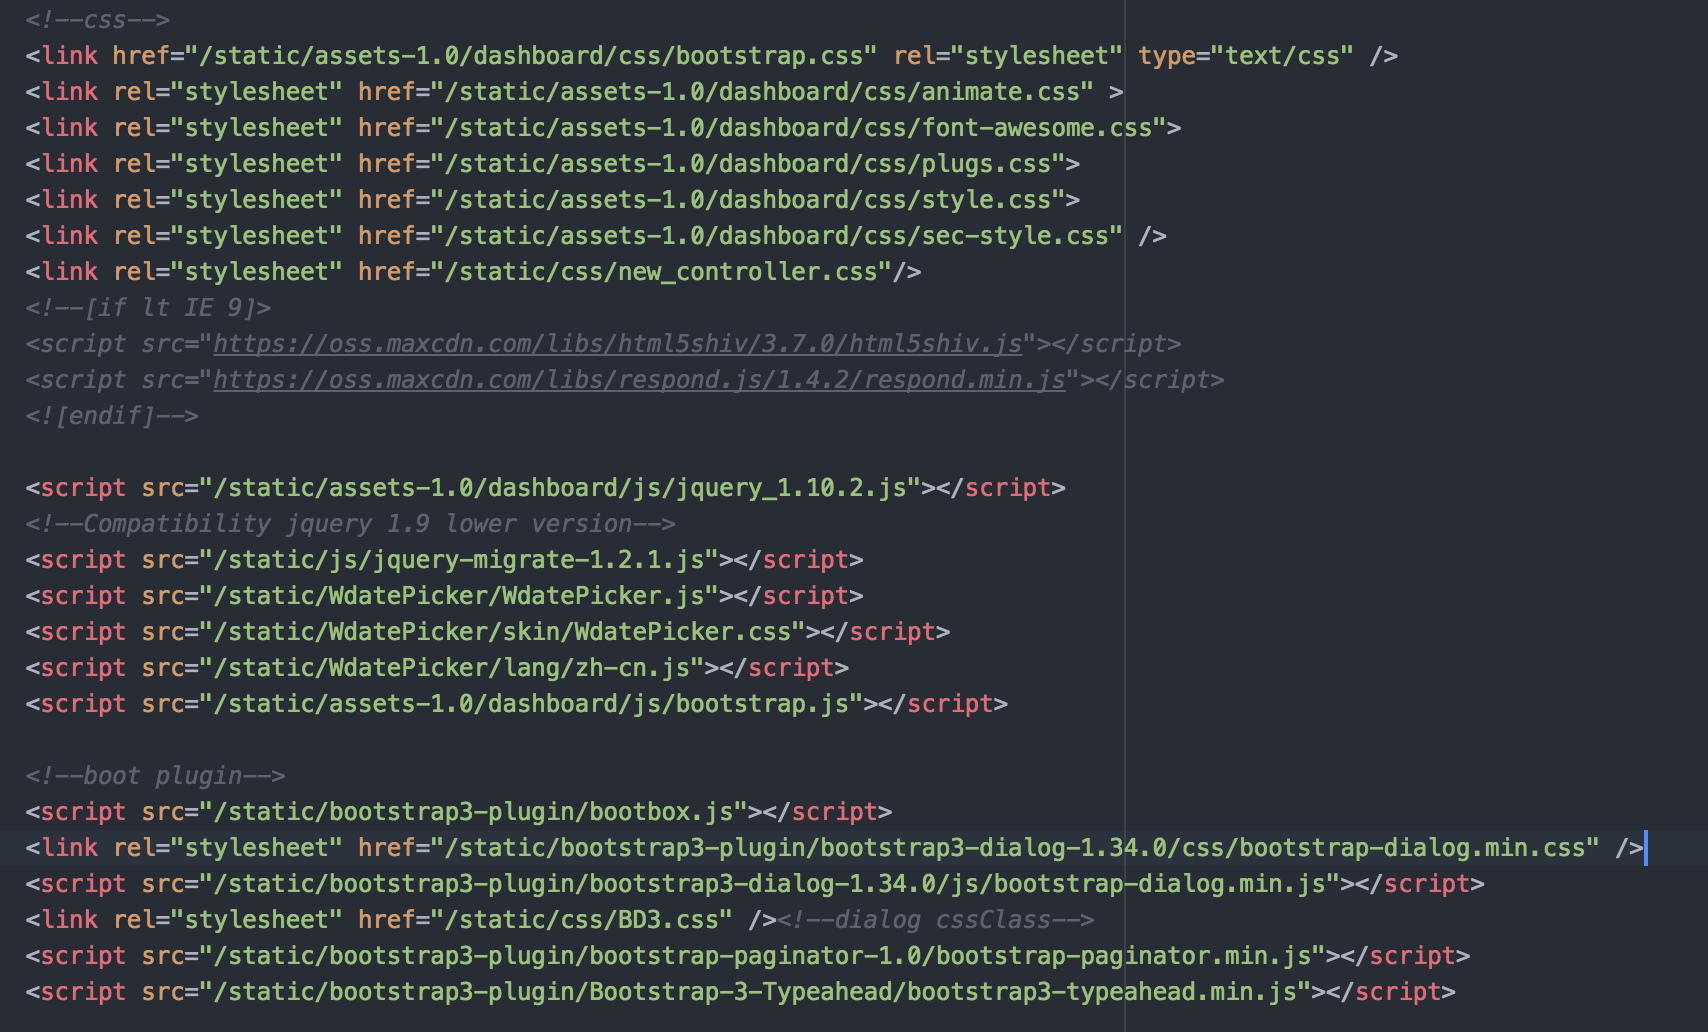 <!--css-->
<link href="/static/assets-1.0/dashboard/css/bootstrap.css" rel="stylesheet" type="text/css" />
<link rel="stylesheet" href="/static/assets-1.0/dashboard/css/animate.css" >
<link rel="stylesheet" href="/static/assets-1.0/dashboard/css/font-awesome.css">
<link rel="stylesheet" href="/static/assets-1.0/dashboard/css/plugs.css">
<link rel="stylesheet" href="/static/assets-1.0/dashboard/css/style.css">
<link rel="stylesheet" href="/static/assets-1.0/dashboard/css/sec-style.css" />
<link rel="stylesheet" href="/static/css/new_controller.css"/>
<!--[if lt IE 9]>
<script src="https://oss.maxcdn.com/libs/html5shiv/3.7.0/html5shiv.js"></script>
<script src="https://oss.maxcdn.com/libs/respond.js/1.4.2/respond.min.js"></script>
<![endif]-->
<script src="/static/assets-1.0/dashboard/js/jquery_1.10.2.js"></script>
<!--Compatibility jquery 1.9 lower version-->
<script src="/static/js/jquery-migrate-1.2.1.js"></script>
<script src="/static/WdatePicker/WdatePicker.js"></script>
<script src="/static/WdatePicker/skin/WdatePicker.css"></script>
<script src="/static/WdatePicker/lang/zh-cn.js"></script>
<script src="/static/assets-1.0/dashboard/js/bootstrap.js"></script>
<!--boot plugin-->
<script src="/static/bootstrap3-plugin/bootbox.js"></script>
<link rel="stylesheet" href="/static/bootstrap3-plugin/bootstrap3-dialog-1.34.0/css/bootstrap-dialog.min.css" />
<script src="/static/bootstrap3-plugin/bootstrap3-dialog-1.34.0/js/bootstrap-dialog.min.js"></script>
<link rel="stylesheet" href="/static/css/BD3.css" /><!--dialog cssClass-->
<script src="/static/bootstrap3-plugin/bootstrap-paginator-1.0/bootstrap-paginator.min.js"></script>
<script src="/static/bootstrap3-plugin/Bootstrap-3-Typeahead/bootstrap3-typeahead.min.js"></script>